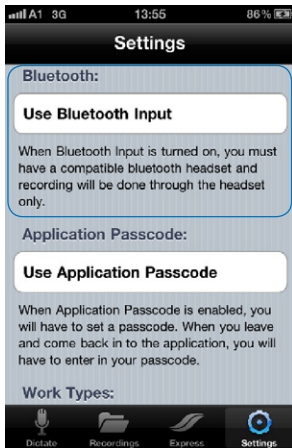 A1 3G 13:55 86%
Settings
Bluetooth:
Use Bluetooth Input
When Bluetooth Input is turned on, you must
have a compatible bluetooth headset and
recording will be done through the headset
only.
Application Passcode:
Use Application Passcode
When Application Passcode is enabled, you
will have to set a passcode. When you leave
and come back in to the application, you will
have to enter in your passcode.
Work Types:
Dictate Recordings Express Settings